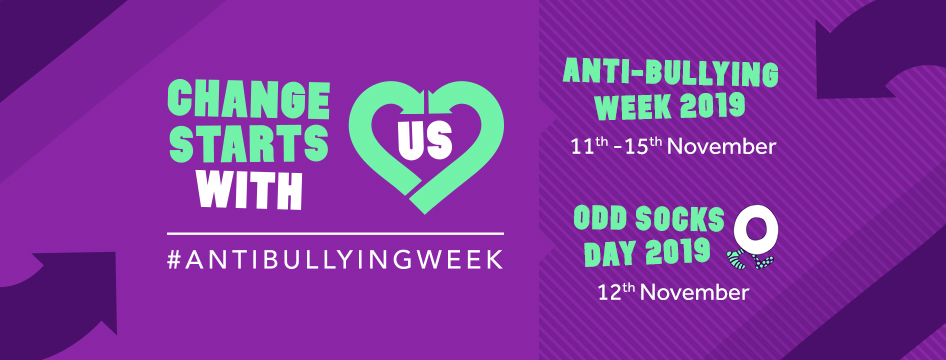 CHANGE
STARTS
WITH
US
#ANTIBULLYINGWEEK
ANTI-BULLYING
WEEK 2019
11th -15th November
ODD SOCKS
DAY 2019
12th November